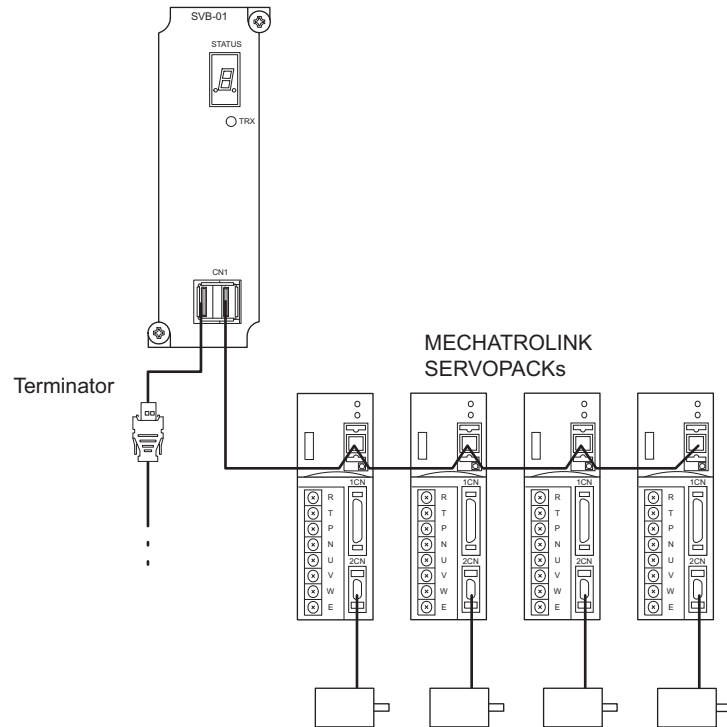 SVB-01
STATUS
TRX
CN1
MECHATROLINK
SERVOPACKs
Terminator
1CN
R
T
P
N
U
2CN
V
W
E
1CN
R
T
P
N
U
2CN
V
W
E
1CN
R
T
P
N
U
2CN
V
W
E
1CN
R
T
P
N
U
2CN
V
W
E